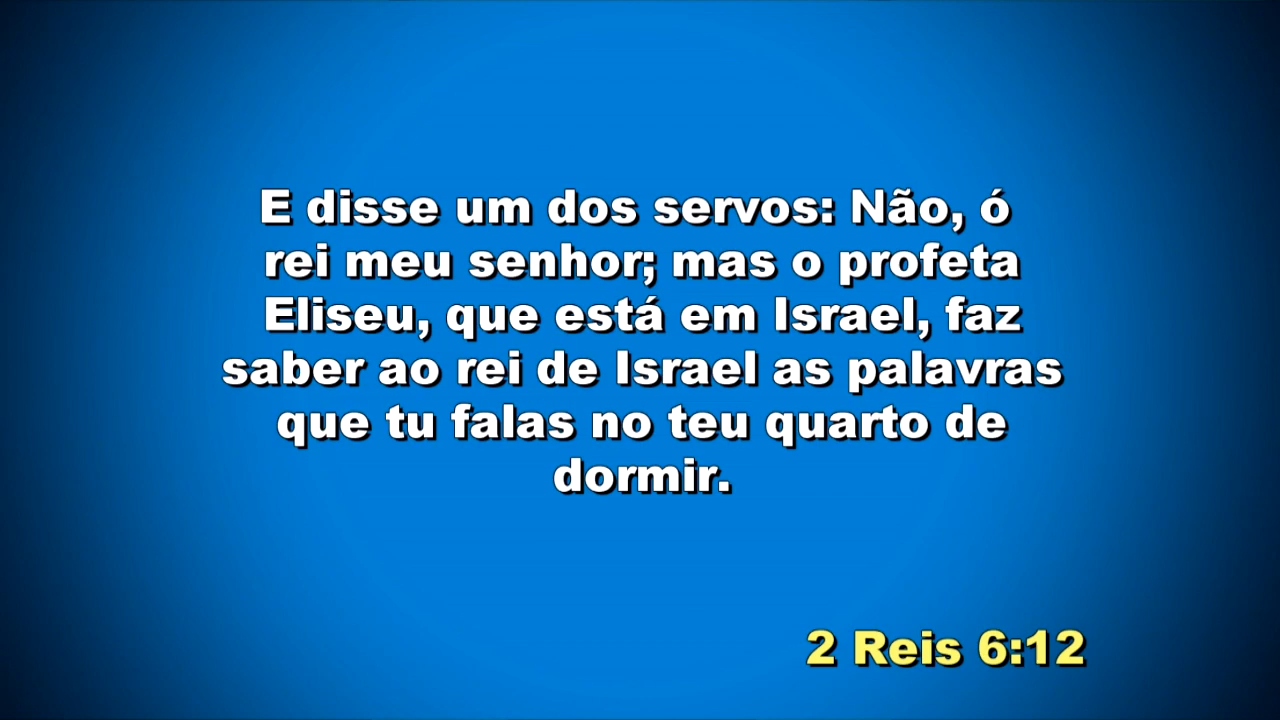 E disse um dos servos: Não, ó
rei meu senhor; mas o profeta
Eliseu, que está em Israel, faz
saber ao rei de Israel as palavras
que tu falas no teu quarto de
dormir.
2 Reis 6:12